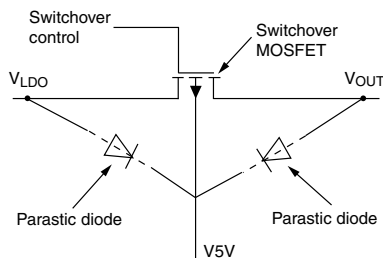 Switchover
control
Switchover
MOSFET
VLDO
VOUT
Parastic diode
Parastic diode
V5V